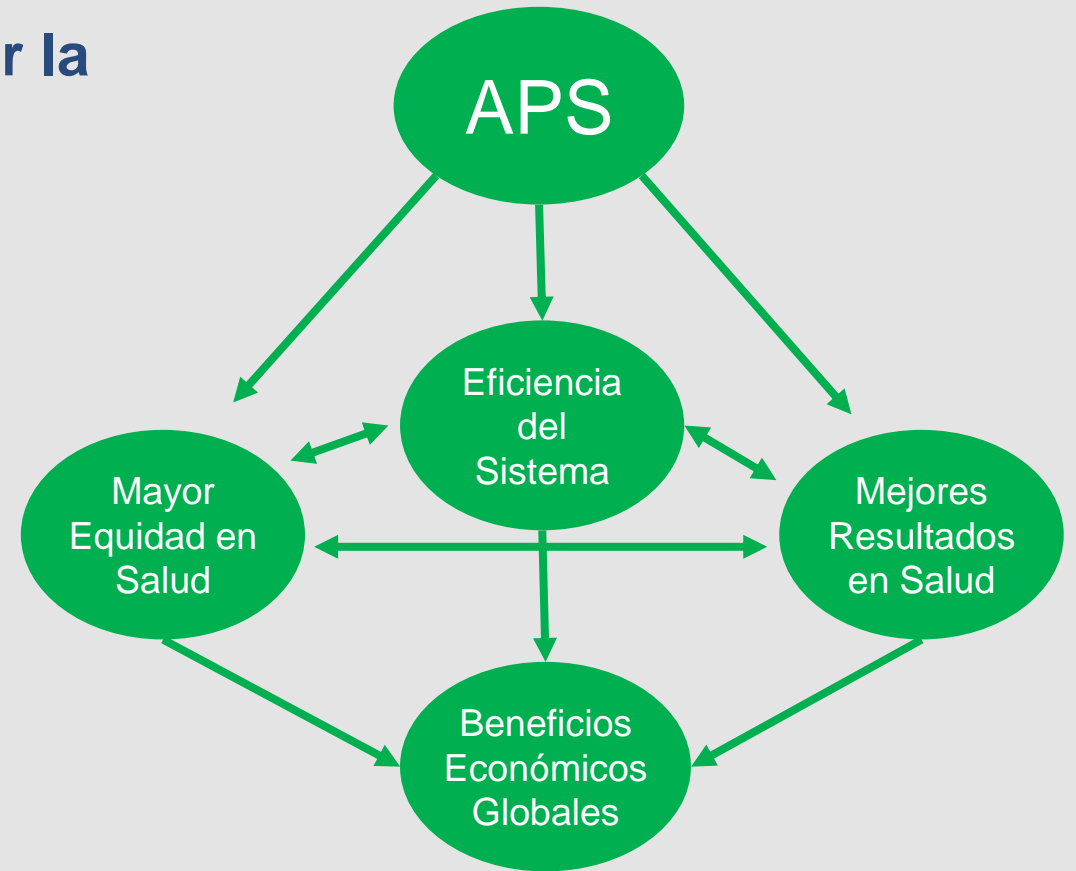 r la
APS
Eficiencia
del
Sistema
Mayor
Equidad en
Salud
Mejores
Resultados
en Salud
Beneficios
Económicos
Globales